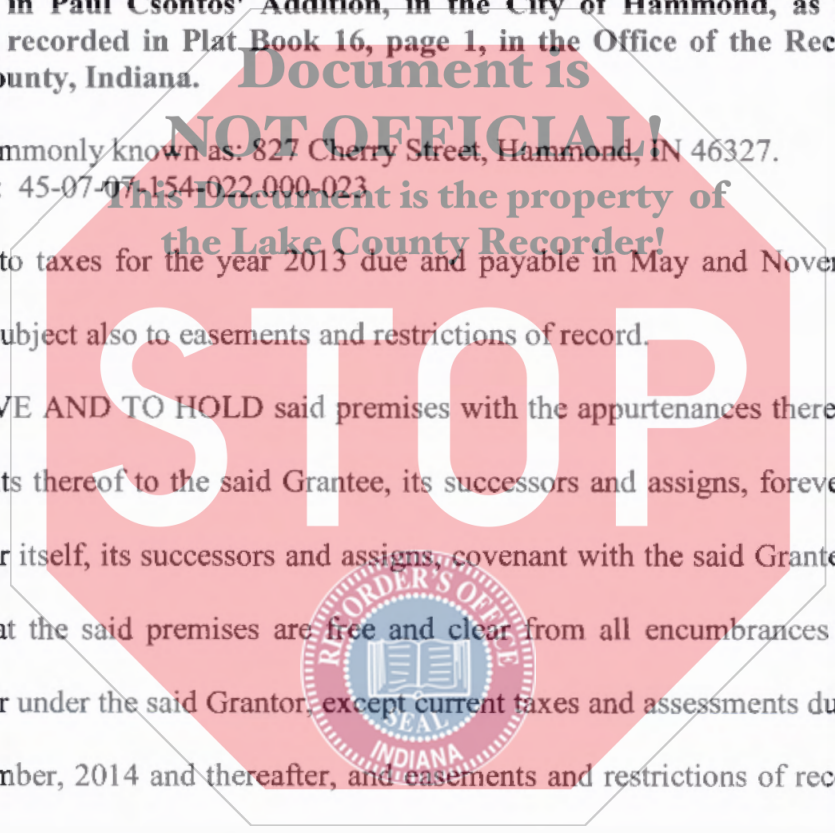 in Paul Csontos' Addition, in the City of Hammond, as
recorded in Plat Book 16, page 1, in the Office of the Rec
ounty, Indiana.
Document is
NOT OFFICIAL!
mmonly known as: 827 Cherry Street, Hammond, IN 46327.
: 45-07-07-154-022.000-023
This Document is the property of
the Lake County Recorder!
to taxes for the year 2013 due and payable in May and Nover
ubject also to easements and restrictions of record.
STOP
VE AND TO HOLD said premises with the appurtenances there
ts thereof to the said Grantee, its successors and assigns, foreve
r itself, its successors and assigns, covenant with the said Grante
at the said premises are free and clear from all encumbrances
r under the said Grantor, except current taxes and assessments du
mber, 2014 and thereafter, and easements and restrictions of rec
RECORDER'S OFFICE
SEAL
INDIANA